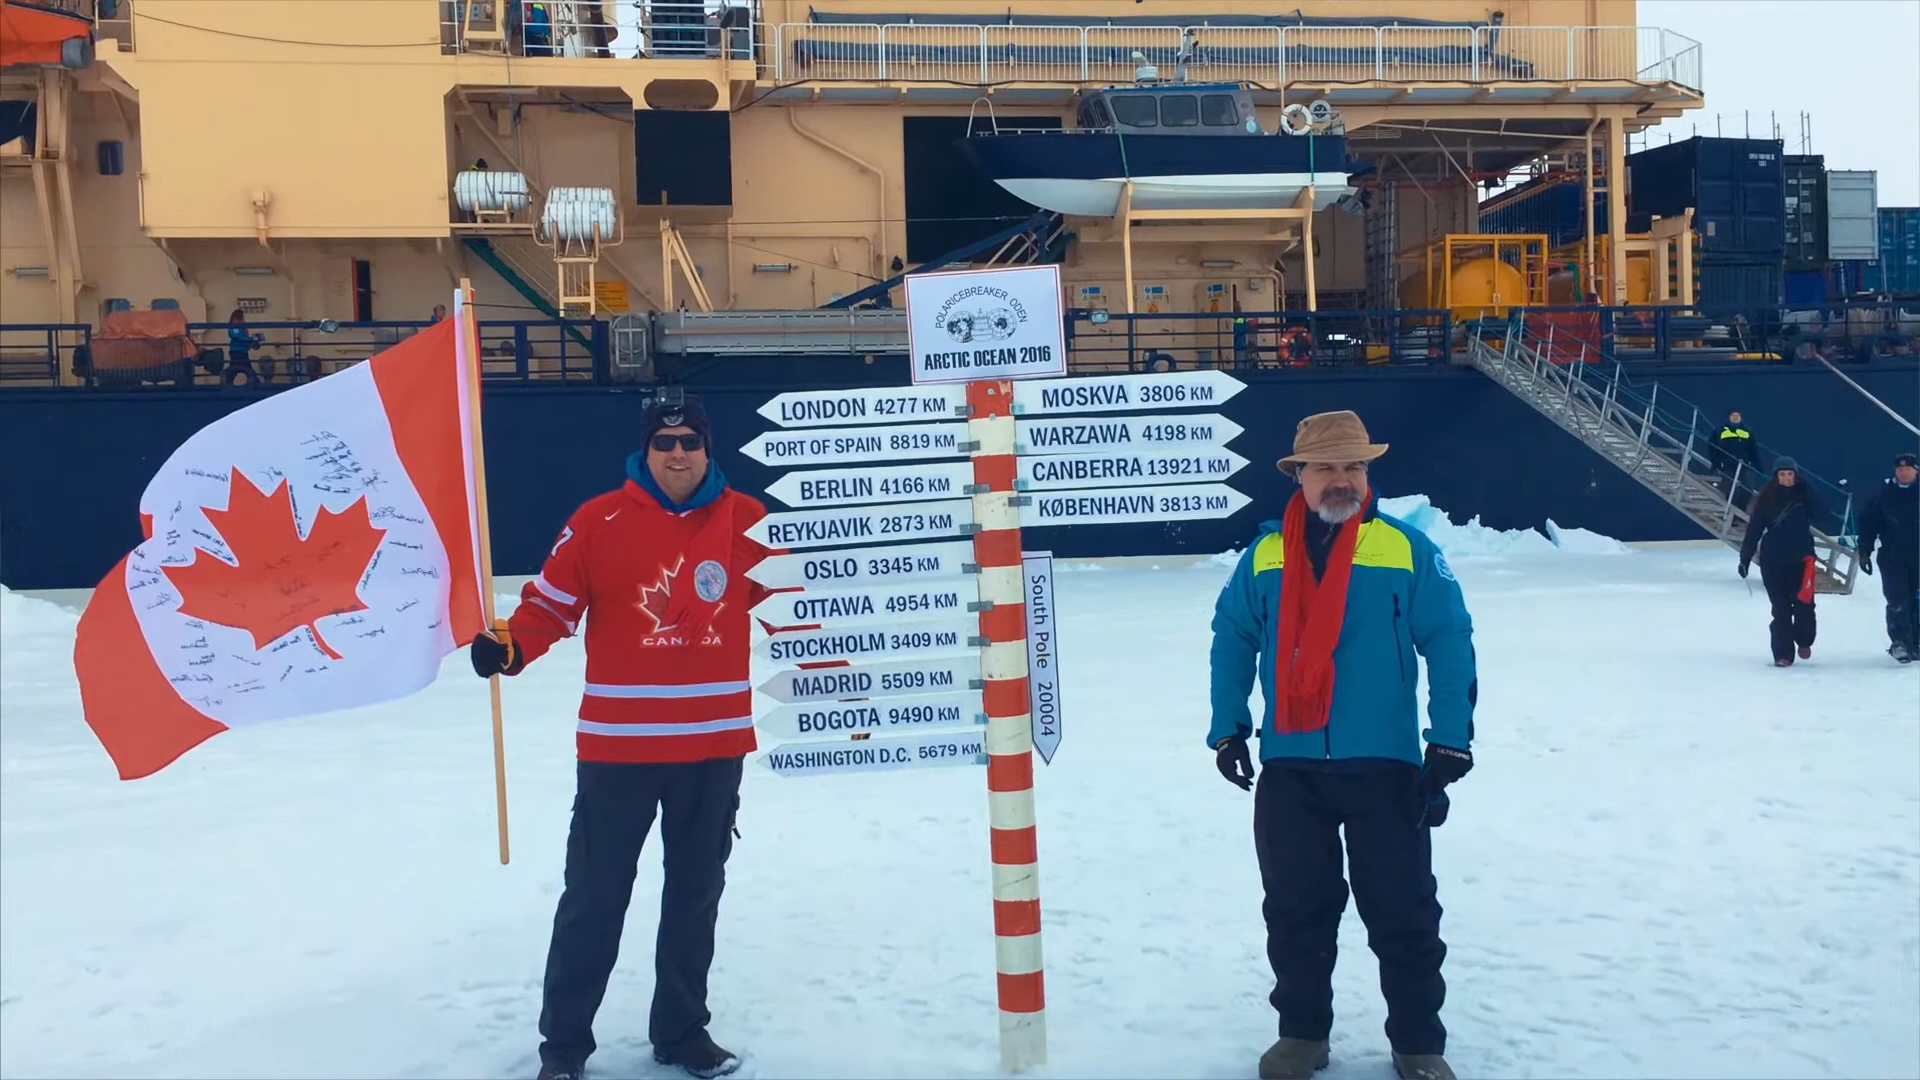 POLARICEBREAKER ODEN
ARCTIC OCEAN 2016
LONDON 4277 KM
PORT OF SPAIN 8819 KM
BERLIN 4166 KM
REYKJAVIK 2873 KM
OSLO 3345 KM
OTTAWA 4954 KM
STOCKHOLM 3409 KM
MADRID 5509 KM
BOGOTA 9490 KM
WASHINGTON D.C. 5679 KM
MOSKVA 3806 KM
WARZAWA 4198 KM
CANBERRA 13921 KM
KØBENHAVN 3813 KM
South Pole 20004
7
CANADA
ULTRAPRO